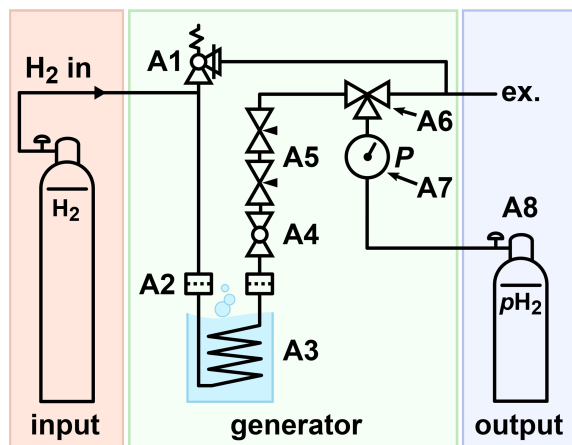 A1
H₂ in
ex.
A6
A5
P
A7
H₂
A8
A4
A2
pH₂
A3
input
generator
output